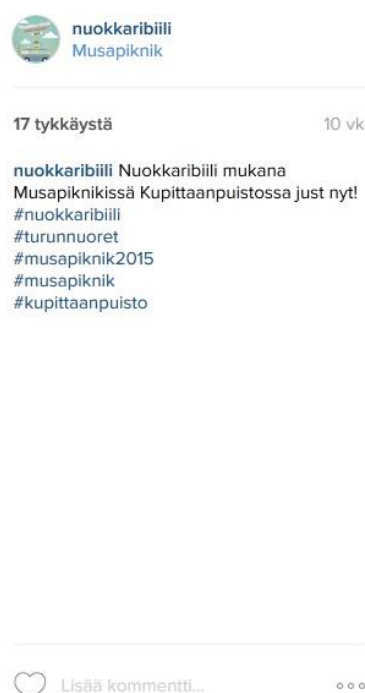 nuokkaribiili
Musapiknik
17 tykkäystä 10 vk
nuokkaribiili Nuokkaribiili mukana
Musapiknikissä Kupittaanpuistossa just nyt!
#nuokkaribiili
#turunnuoret
#musapiknik2015
#musapiknik
#kupittaanpuisto
Lisää kommentti...